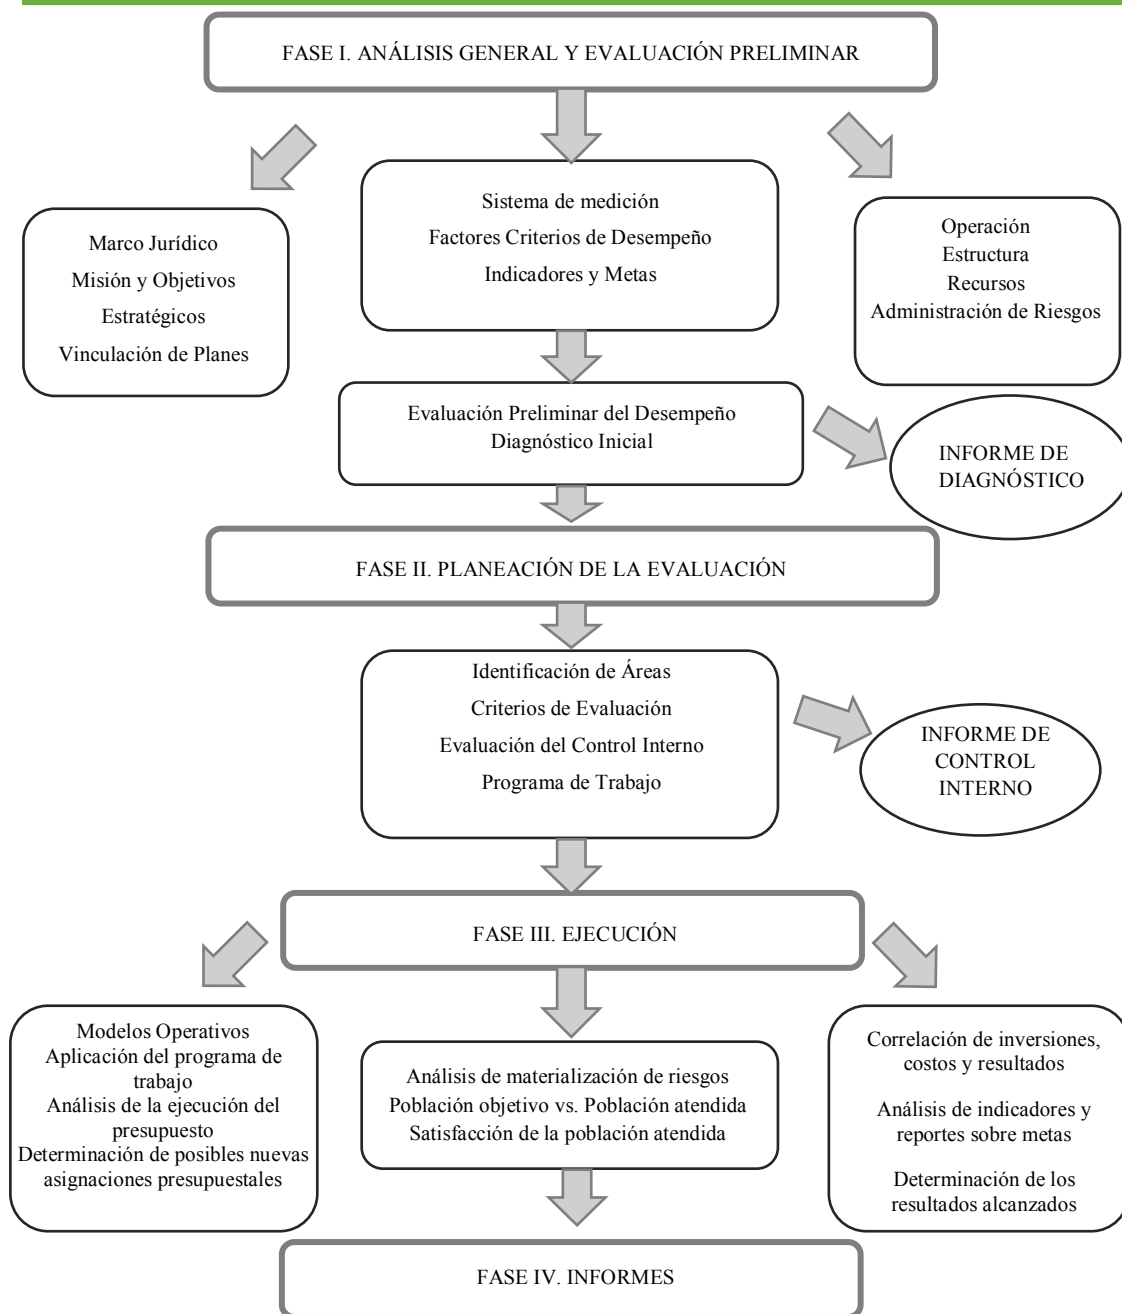 FASE I. ANÁLISIS GENERAL Y EVALUACIÓN PRELIMINAR
Marco Jurídico
Misión y Objetivos
Estratégicos
Vinculación de Planes
Sistema de medición
Factores Criterios de Desempeño
Indicadores y Metas
Operación
Estructura
Recursos
Administración de Riesgos
Evaluación Preliminar del Desempeño
Diagnóstico Inicial
INFORME DE
DIAGNÓSTICO
FASE II. PLANEACIÓN DE LA EVALUACIÓN
Identificación de Áreas
Criterios de Evaluación
Evaluación del Control Interno
Programa de Trabajo
INFORME DE
CONTROL
INTERNO
FASE III. EJECUCIÓN
Modelos Operativos
Aplicación del programa de
trabajo
Análisis de la ejecución del
presupuesto
Determinación de posibles nuevas
asignaciones presupuestales
Análisis de materialización de riesgos
Población objetivo vs. Población atendida
Satisfacción de la población atendida
Correlación de inversiones,
costos y resultados
Análisis de indicadores y
reportes sobre metas
Determinación de los
resultados alcanzados
FASE IV. INFORMES